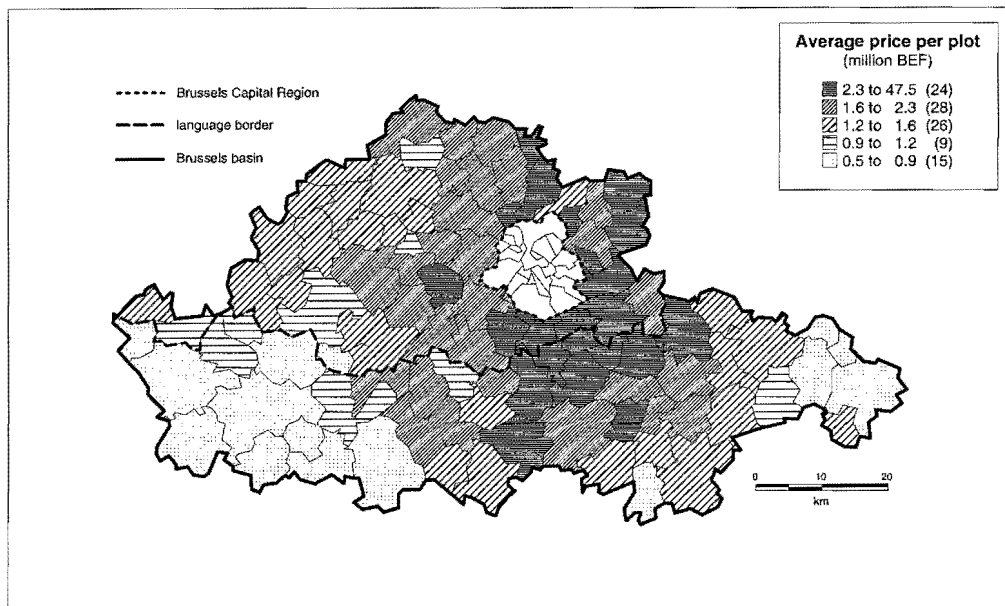 Average price per plot
(million BEF)
2.3 to 47.5 (24)
1.6 to 2.3 (28)
1.2 to 1.6 (26)
0.9 to 1.2 (9)
0.5 to 0.9 (15)
Brussels Capital Region
language border
Brussels basin
0 10 20
km